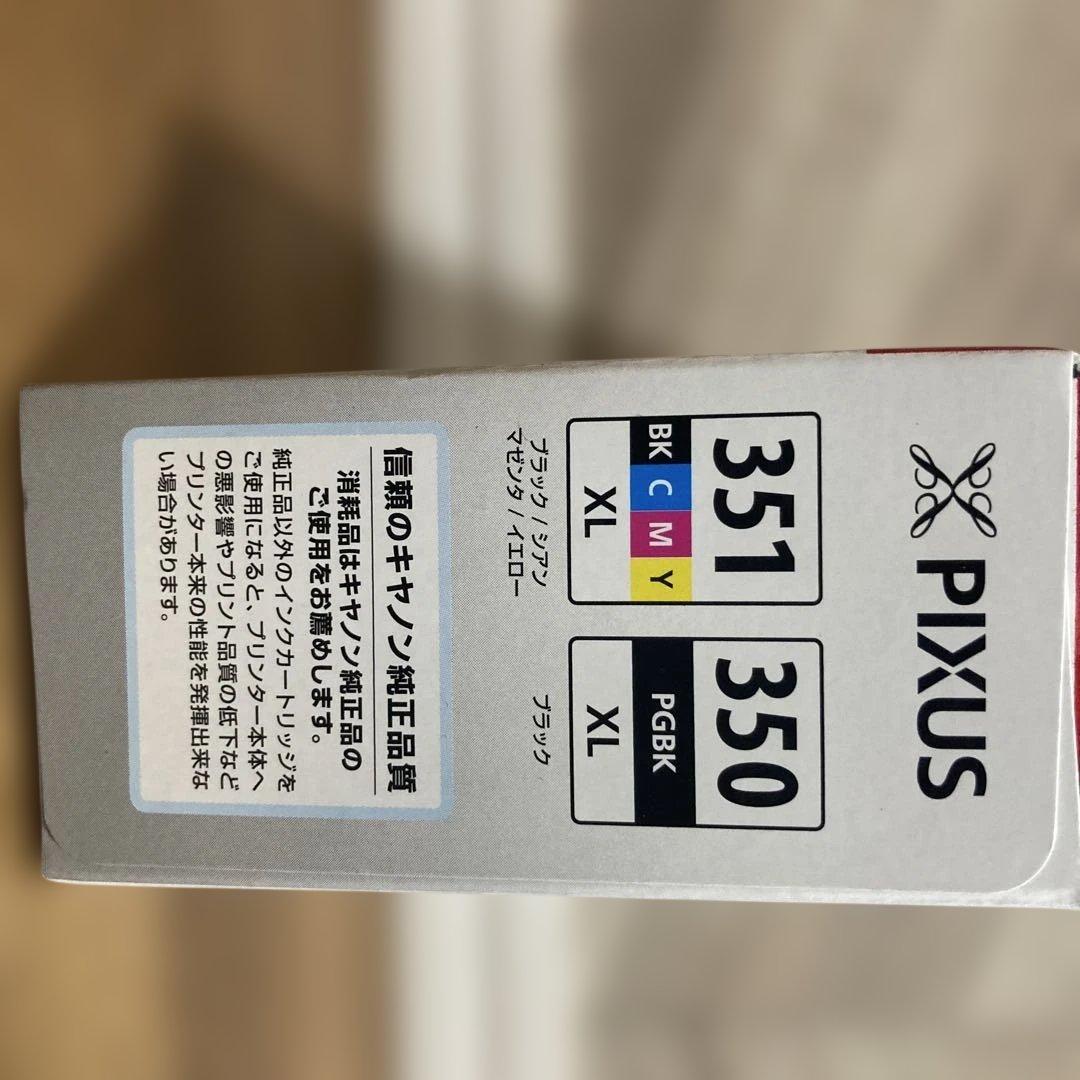 PIXUS
351
BK C M Y
XL
ブラック / シアン
マゼンタ / イエロー
350
PGBK
XL
ブラック
信頼のキヤノン純正品質
消耗品はキヤノン純正品の
ご使用をお薦めします。
純正品以外のインクカートリッジを
ご使用になると、プリンター本体へ
の悪影響やプリント品質の低下など
プリンター本来の性能を発揮出来な
い場合があります。